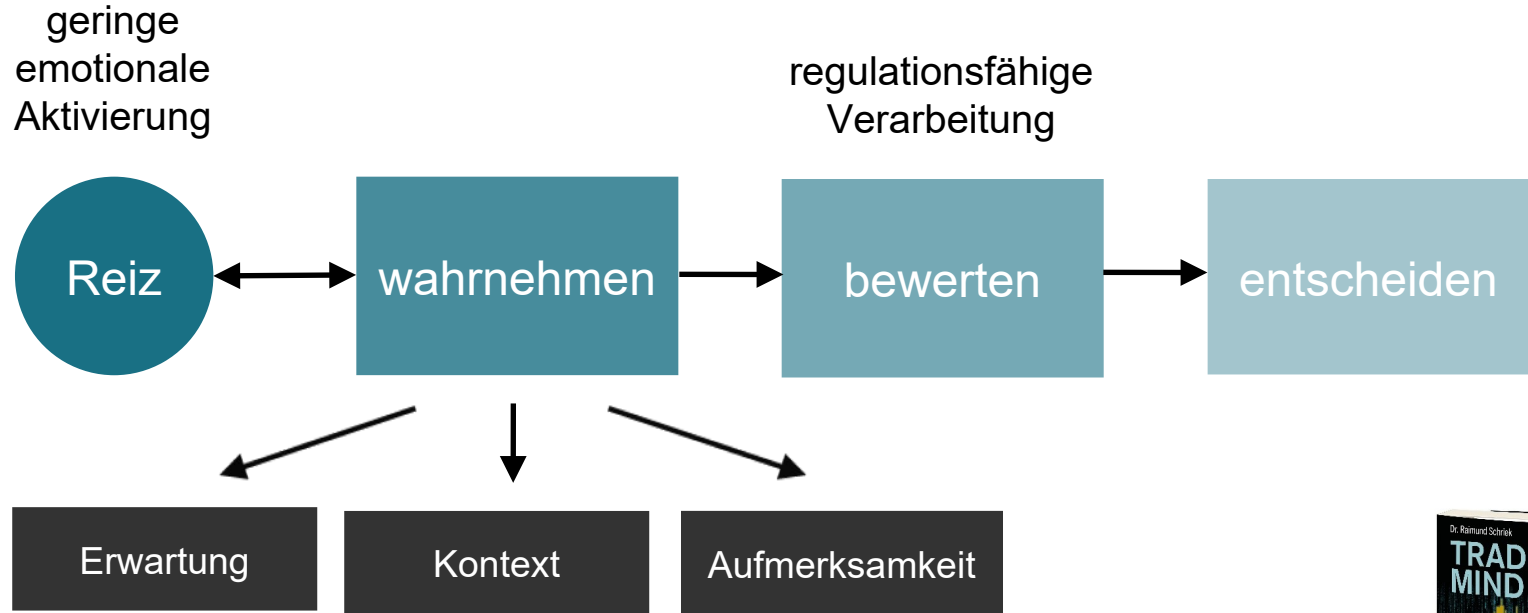 geringe
emotionale
Aktivierung
regulationsfähige
Verarbeitung
Reiz
wahrnehmen
bewerten
entscheiden
Erwartung
Kontext
Aufmerksamkeit
Dr. Raimund Schriek
TRAD
MIND